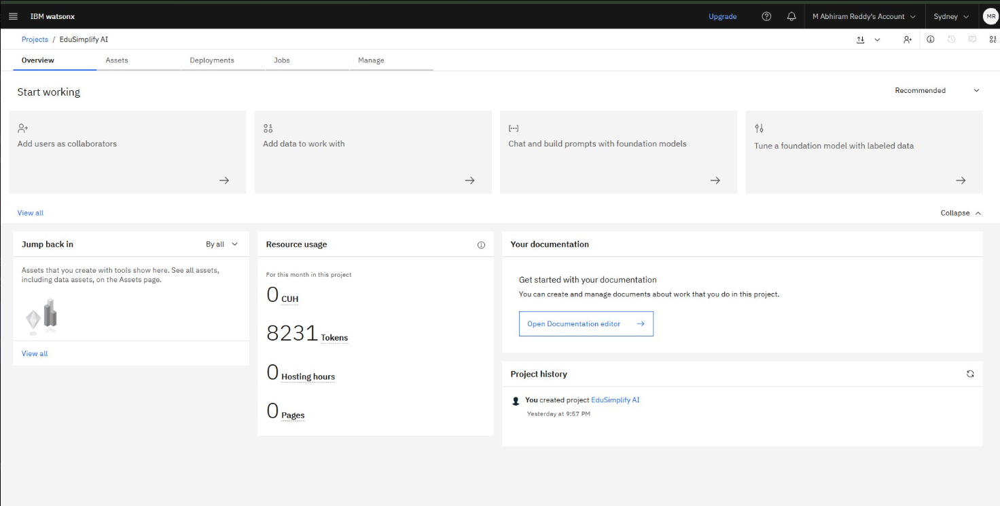 IBM watsonx
Upgrade
M Abhiram Reddy's Account
Sydney
MR
Projects / EduSimplify AI
Overview
Assets
Deployments
Jobs
Manage
Start working
Recommended
Add users as collaborators
Add data to work with
Chat and build prompts with foundation models
Tune a foundation model with labeled data
View all
Collapse
Jump back in
By all
Assets that you create with tools show here. See all assets,
including data assets, on the Assets page.
View all
Resource usage
For this month in this project
0 CUH
8231 Tokens
0 Hosting hours
0 Pages
Your documentation
Get started with your documentation
You can create and manage documents about work that you do in this project.
Open Documentation editor
Project history
You created project EduSimplify AI
Yesterday at 9:57 PM